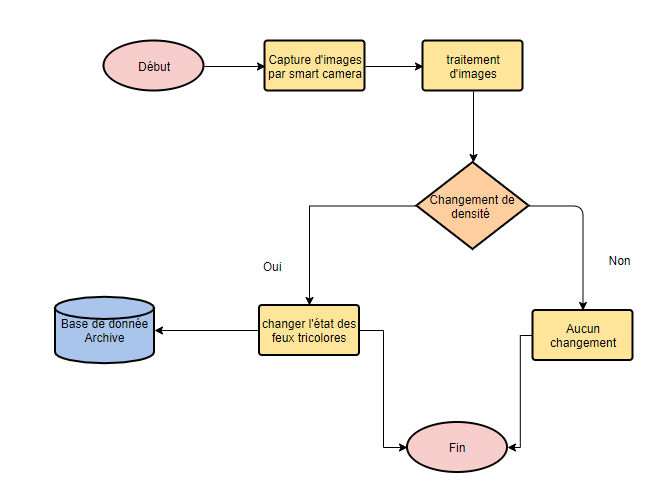 Début
Capture d'images
par smart camera
traitement
d'images
Changement de
densité
Oui
Non
Base de donnée
Archive
changer l'état des
feux tricolores
Aucun
changement
Fin